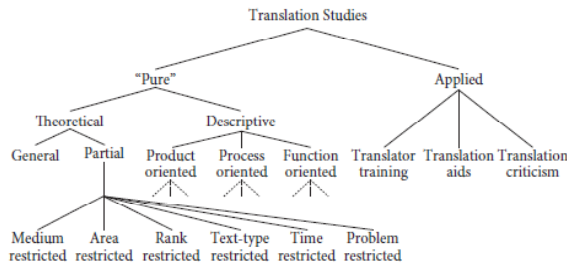 Translation Studies
“Pure” Applied
Theoretical Descriptive
General Partial Product Process Function Translator Translation Translation
oriented oriented oriented training aids criticism
Medium Area Rank Text-type Time Problem
restricted restricted restricted restricted restricted restricted